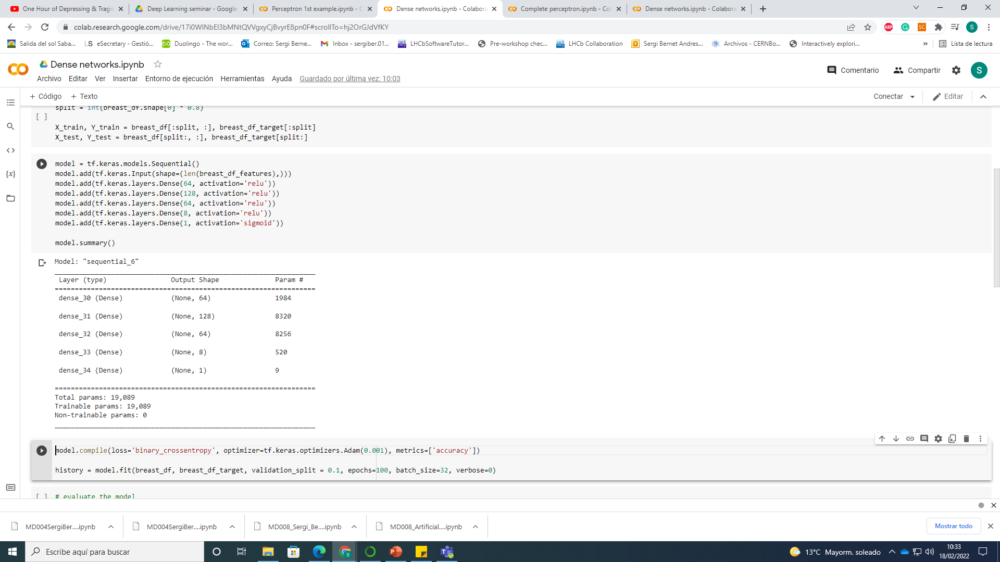 One Hour of Depressing & Tragic
Deep Learning seminar - Google
Perceptron 1st example.ipynb - C
Dense networks.ipynb - Colabora
Complete perceptron.ipynb - Col
Dense networks.ipynb - Colabora
colab.research.google.com/drive/17i0WINbEl3bMNtQVVgxyCjBvyrE8pn0F#scrollTo=hj2OrGJdVfKY
ABP
SC
S
Salida del sol Saba...
LS eSecretary - Gestió...
Duolingo - The wor...
Correo: Sergi Berne...
Inbox - sergiber.01...
LHCbSoftwareTutor...
Pre-workshop chec...
LHCb Collaboration
Sergi Bernet Andres...
Archivos - CERNBo...
Interactively explori...
»
Lista de lectura
Dense networks.ipynb
Comentario
Compartir
S
Archivo Editar Ver Insertar Entorno de ejecución Herramientas Ayuda Guardado por última vez: 10:03
+ Código + Texto
Conectar
Editar
split = int(breast_df.shape[0] * 0.8)
[ ]
X_train, Y_train = breast_df[:split, :], breast_df_target[:split]
X_test, Y_test = breast_df[split:, :], breast_df_target[split:]
model = tf.keras.models.Sequential()
model.add(tf.keras.Input(shape=(len(breast_df_features),)))
model.add(tf.keras.layers.Dense(64, activation='relu'))
model.add(tf.keras.layers.Dense(128, activation='relu'))
model.add(tf.keras.layers.Dense(64, activation='relu'))
model.add(tf.keras.layers.Dense(8, activation='relu'))
model.add(tf.keras.layers.Dense(1, activation='sigmoid'))
model.summary()
Model: "sequential_6"
_________________________________________________________________
Layer (type) Output Shape Param #
=================================================================
dense_30 (Dense) (None, 64) 1984
dense_31 (Dense) (None, 128) 8320
dense_32 (Dense) (None, 64) 8256
dense_33 (Dense) (None, 8) 520
dense_34 (Dense) (None, 1) 9
=================================================================
Total params: 19,089
Trainable params: 19,089
Non-trainable params: 0
_________________________________________________________________
model.compile(loss='binary_crossentropy', optimizer=tf.keras.optimizers.Adam(0.001), metrics=['accuracy'])
history = model.fit(breast_df, breast_df_target, validation_split = 0.1, epochs=100, batch_size=32, verbose=0)
[ ] # evaluate the model
MD004SergiBer....ipynb
MD004SergiBer....ipynb
MD008_Sergi_Be....ipynb
MD008_Artificial....ipynb
Mostrar todo
Escribe aquí para buscar
13°C Mayorm. soleado
10:33
18/02/2022